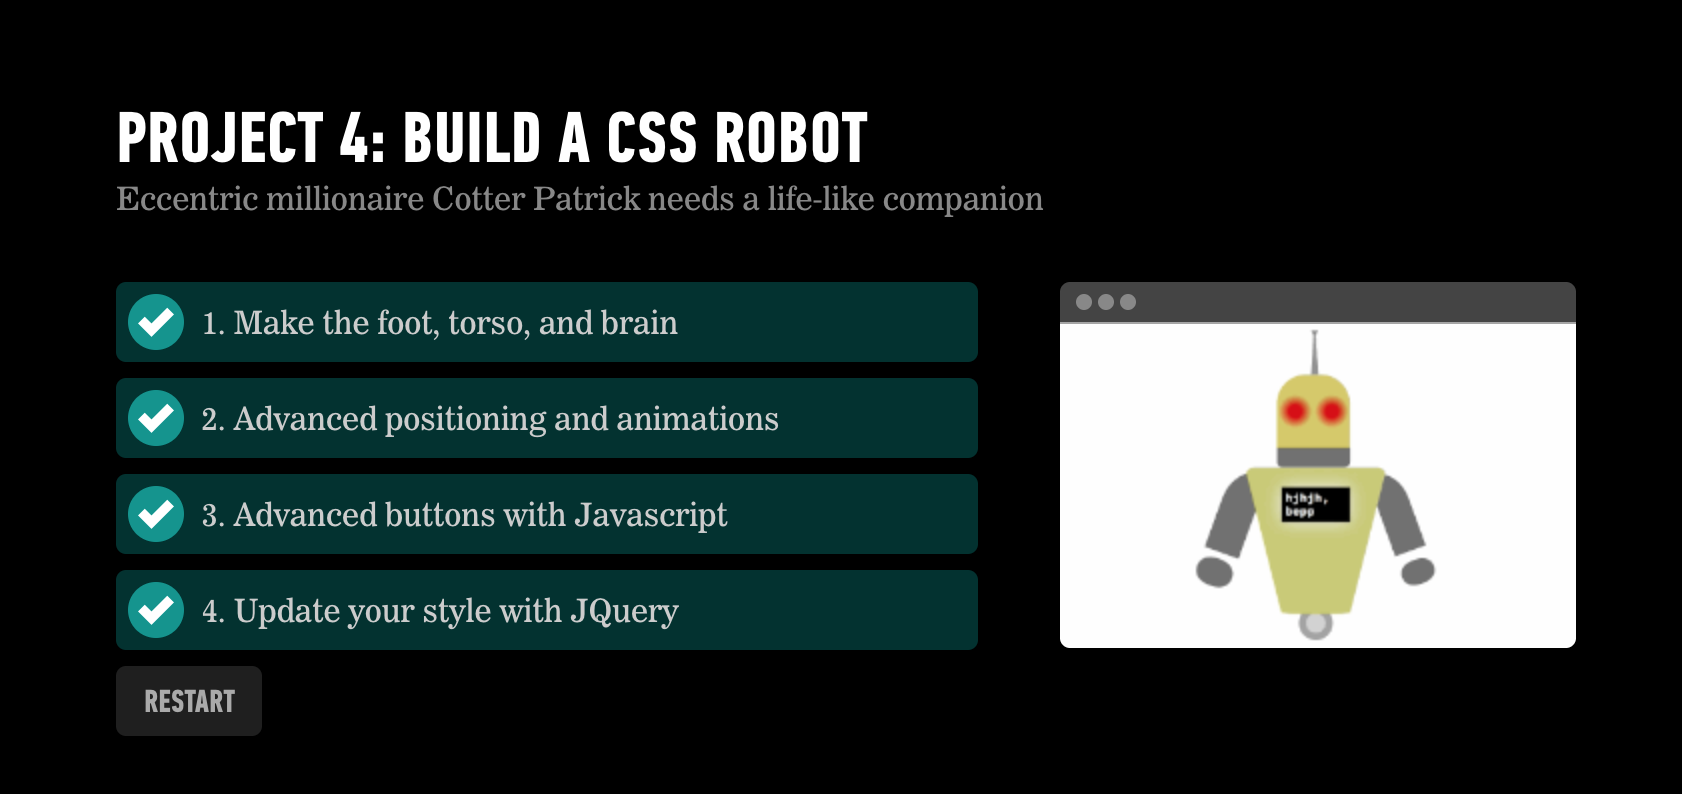 PROJECT 4: BUILD A CSS ROBOT
Eccentric millionaire Cotter Patrick needs a life-like companion
1. Make the foot, torso, and brain
2. Advanced positioning and animations
3. Advanced buttons with Javascript
4. Update your style with JQuery
RESTART
hjhjh,
bepp